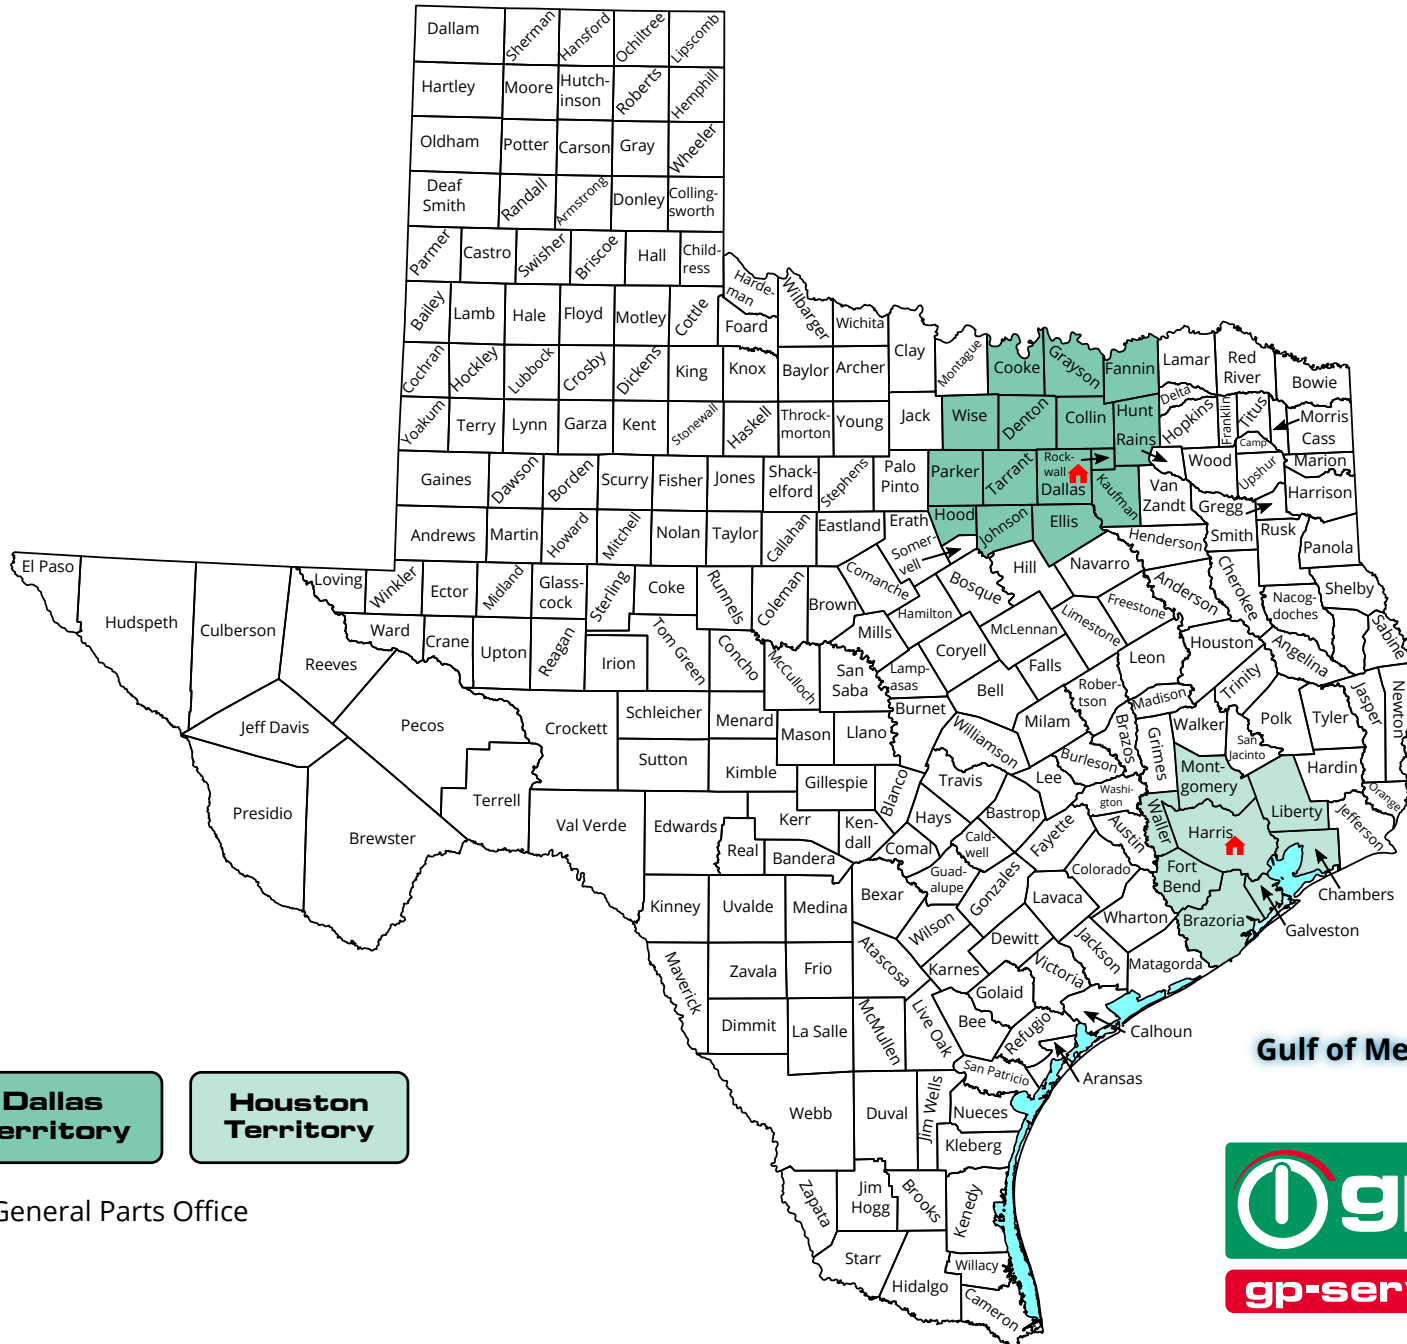 Dallam
Sherman
Hansford
Ochiltree
Lipscomb
Hartley
Moore
Hutch-
inson
Roberts
Hemphill
Oldham
Potter
Carson
Gray
Wheeler
Deaf
Smith
Randall
Armstrong
Donley
Colling-
sworth
Parmer
Castro
Swisher
Briscoe
Hall
Child-
ress
Harde-
man
Wilbarger
Bailey
Lamb
Hale
Floyd
Motley
Cottle
Foard
Wichita
Clay
Montague
Cooke
Grayson
Fannin
Lamar
Red
River
Bowie
Cochran
Hockley
Lubbock
Crosby
Dickens
King
Knox
Baylor
Archer
Yoakum
Terry
Lynn
Garza
Kent
Stonewall
Haskell
Throck-
morton
Young
Jack
Wise
Denton
Collin
Hunt
Rains
Delta
Hopkins
Franklin
Titus
Camp
Morris
Cass
Gaines
Dawson
Borden
Scurry
Fisher
Jones
Shack-
elford
Stephens
Palo
Pinto
Parker
Tarrant
Rock-
wall
Dallas
Kaufman
Van
Zandt
Wood
Upshur
Marion
Harrison
Gregg
Smith
Rusk
Panola
Andrews
Martin
Howard
Mitchell
Nolan
Taylor
Callahan
Eastland
Erath
Hood
Somer-
vell
Johnson
Ellis
Henderson
El Paso
Hudspeth
Culberson
Loving
Winkler
Ector
Midland
Glass-
cock
Sterling
Coke
Runnels
Coleman
Brown
Comanche
Hamilton
Bosque
Hill
Navarro
Freestone
Limestone
Anderson
Cherokee
Nacog-
doches
Shelby
Sabine
Reeves
Ward
Crane
Upton
Reagan
Irion
Tom Green
Concho
McCulloch
San
Saba
Mills
Lamp-
asas
Coryell
McLennan
Falls
Bell
Leon
Houston
Trinity
Angelina
Jasper
Newton
Jeff Davis
Pecos
Crockett
Schleicher
Menard
Mason
Llano
Burnet
Williamson
Milam
Rober-
tson
Brazos
Madison
Grimes
Walker
San
Jacinto
Polk
Tyler
Hardin
Orange
Jefferson
Presidio
Brewster
Terrell
Sutton
Kimble
Gillespie
Blanco
Travis
Lee
Burleson
Washi-
ngton
Mont-
gomery
Liberty
Val Verde
Edwards
Real
Kerr
Bandera
Ken-
dall
Comal
Hays
Cald-
well
Bastrop
Fayette
Austin
Waller
Harris
Chambers
Galveston
Fort
Bend
Brazoria
Kinney
Uvalde
Medina
Bexar
Guad-
alupe
Gonzales
Lavaca
Colorado
Wharton
Matagorda
Jackson
Wilson
Dewitt
Victoria
Maverick
Zavala
Frio
Atascosa
Karnes
Golaid
Calhoun
Dimmit
La Salle
McMullen
Live Oak
Bee
Refugio
Aransas
San Patricio
Webb
Duval
Jim Wells
Nueces
Kleberg
Zapata
Jim
Hogg
Brooks
Kenedy
Starr
Hidalgo
Willacy
Cameron
Gulf of Me
Dallas
erritory
Houston
Territory
General Parts Office
gp
gp-ser